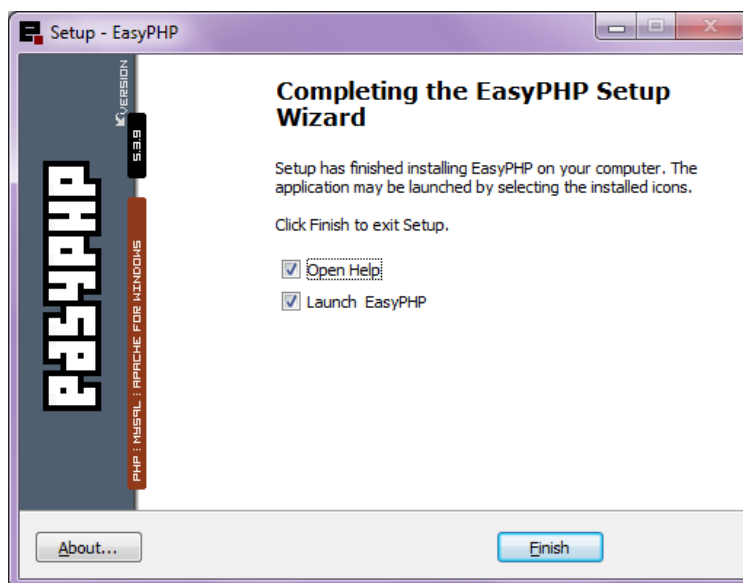 Setup - EasyPHP
VERSION
5.3.9
easyPHP
PHP : MYSQL : APACHE FOR WINDOWS
Completing the EasyPHP Setup
Wizard
Setup has finished installing EasyPHP on your computer. The
application may be launched by selecting the installed icons.
Click Finish to exit Setup.
Open Help
Launch EasyPHP
About...
Finish